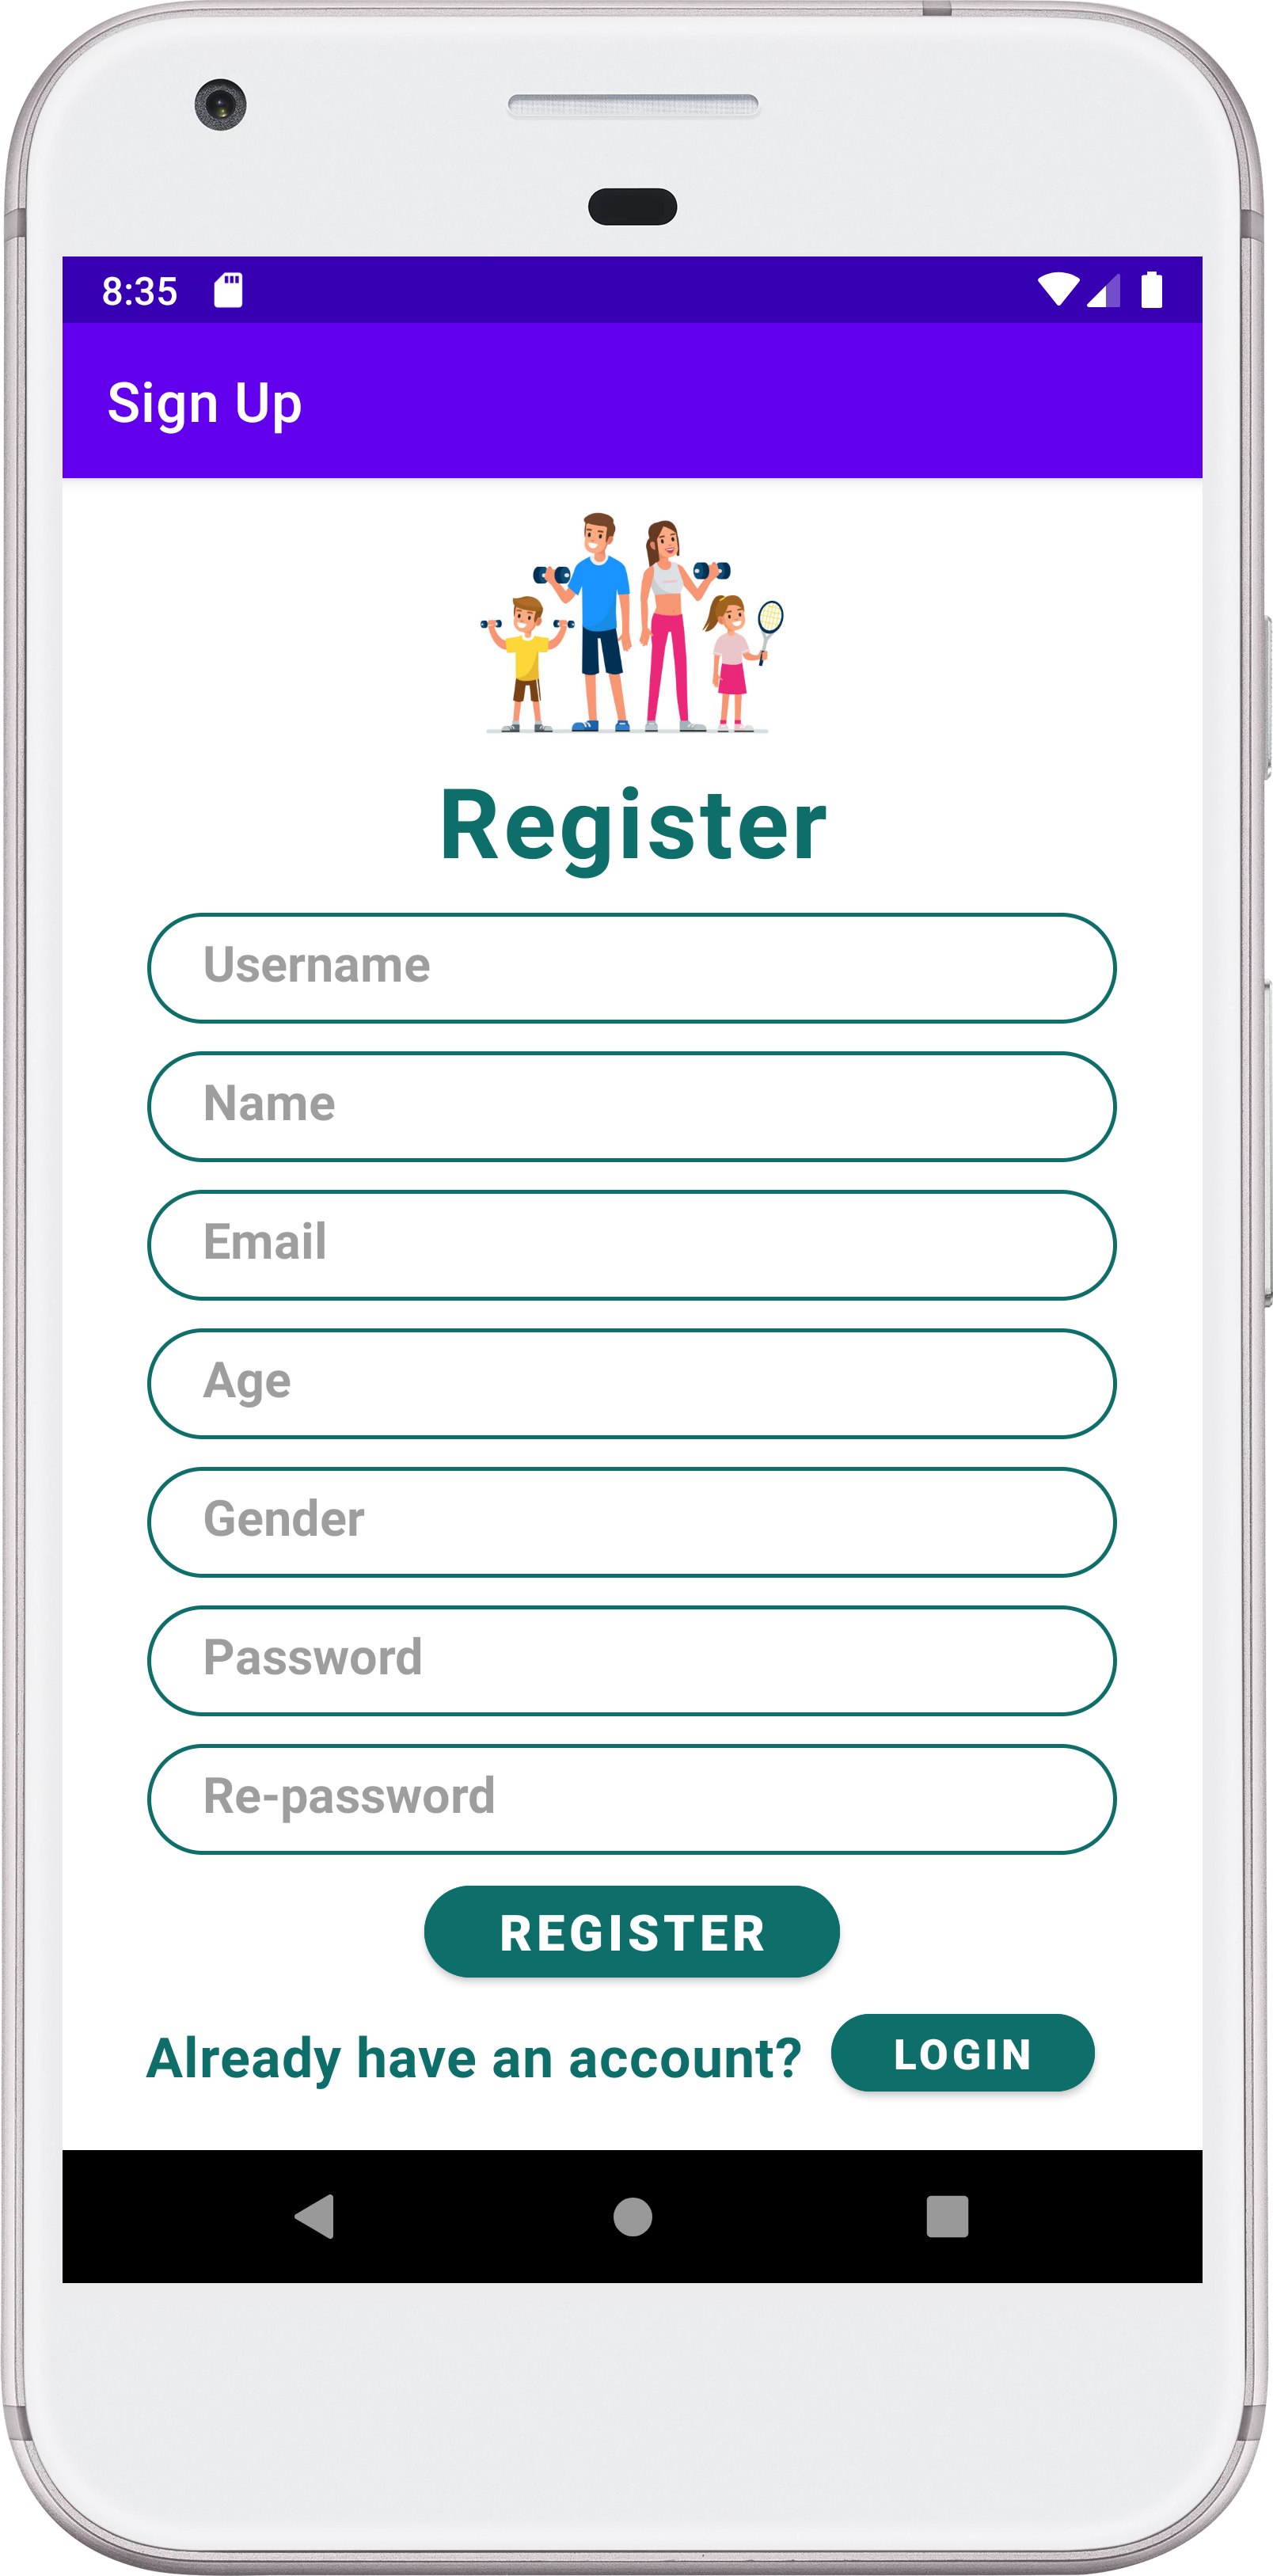 8:35
Sign Up
Register
Username
Name
Email
Age
Gender
Password
Re-password
REGISTER
Already have an account? LOGIN